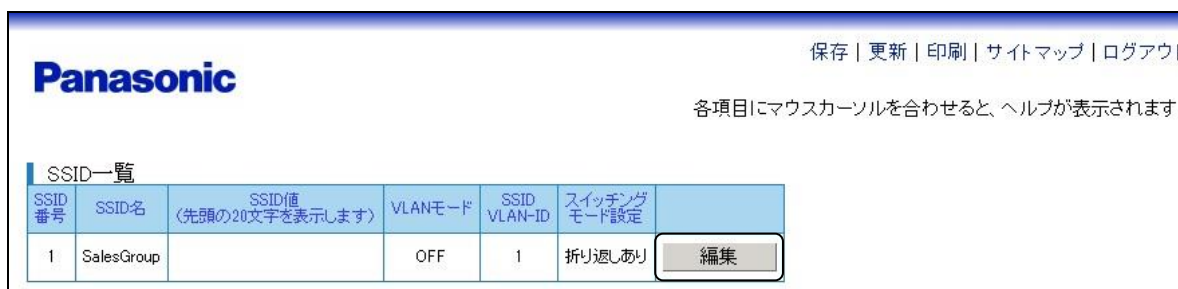 保存 | 更新 | 印刷 | サイトマップ | ログアウト
Panasonic
各項目にマウスカーソルを合わせると、ヘルプが表示されます
SSID一覧
SSID番号 SSID名 SSID値(先頭の20文字を表示します) VLANモード SSID VLAN-ID スイッチングモード設定
1 SalesGroup OFF 1 折り返しあり 編集